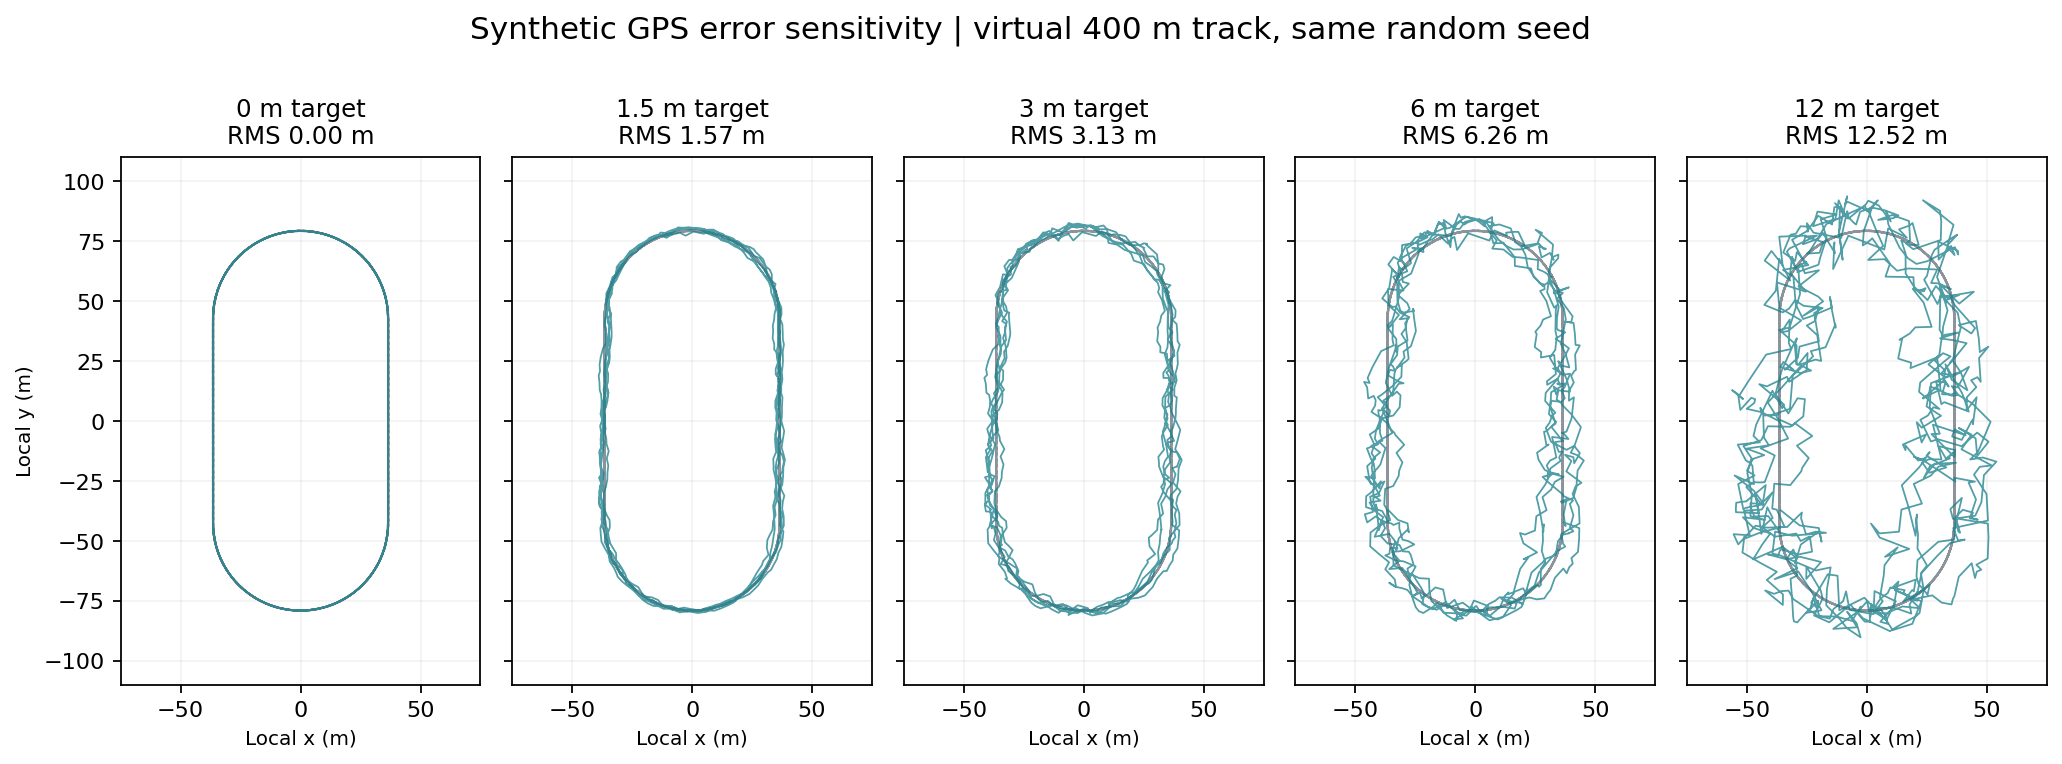 Synthetic GPS error sensitivity | virtual 400 m track, same random seed
0 m target
RMS 0.00 m
1.5 m target
RMS 1.57 m
3 m target
RMS 3.13 m
6 m target
RMS 6.26 m
12 m target
RMS 12.52 m
Local y (m)
100
75
50
25
0
−25
−50
−75
−100
−50 0 50
−50 0 50
−50 0 50
−50 0 50
−50 0 50
Local x (m)
Local x (m)
Local x (m)
Local x (m)
Local x (m)